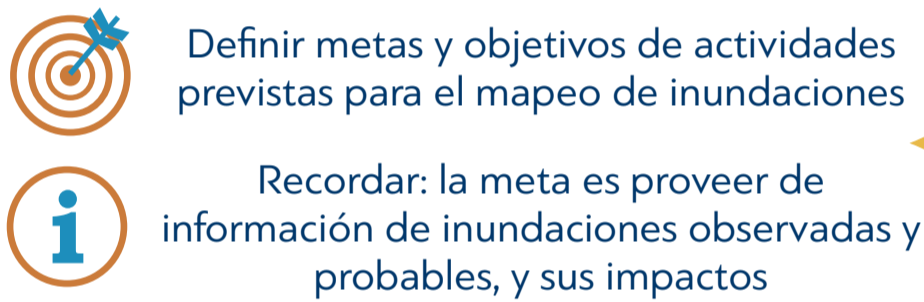 Definir metas y objetivos de actividades
previstas para el mapeo de inundaciones
Recordar: la meta es proveer de
información de inundaciones observadas y
probables, y sus impactos